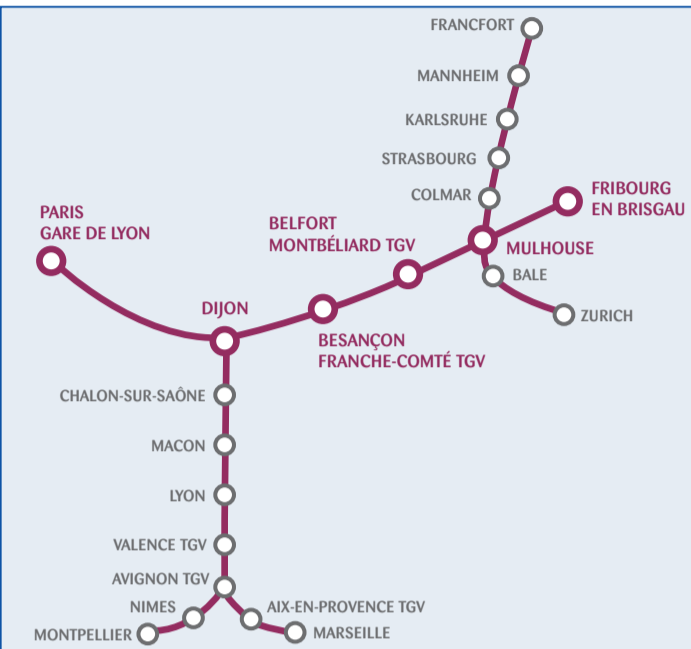 FRANCFORT
MANNHEIM
KARLSRUHE
STRASBOURG
COLMAR
FRIBOURG
EN BRISGAU
PARIS
GARE DE LYON
BELFORT
MONTBÉLIARD TGV
MULHOUSE
BALE
ZURICH
DIJON
BESANÇON
FRANCHE-COMTÉ TGV
CHALON-SUR-SAÔNE
MACON
LYON
VALENCE TGV
AVIGNON TGV
NIMES
AIX-EN-PROVENCE TGV
MONTPELLIER
MARSEILLE